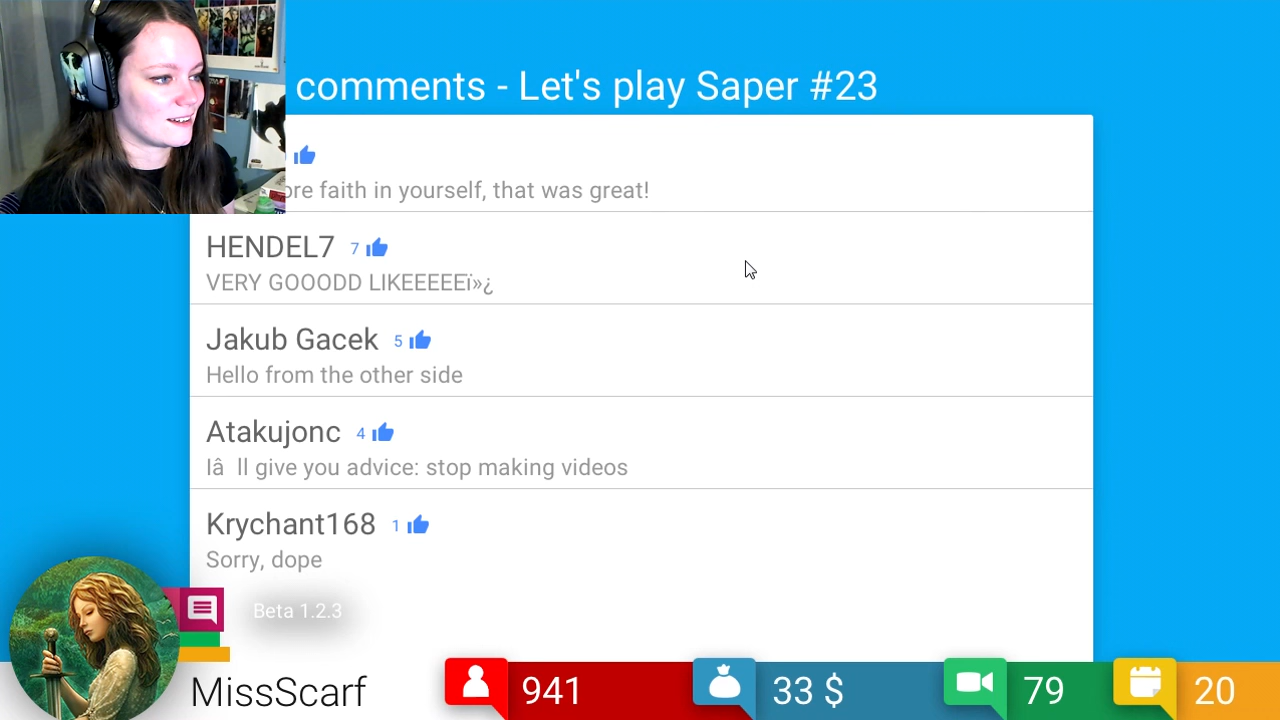 comments - Let's play Saper #23
faith in yourself, that was great!
HENDEL7 7
VERY GOOODD LIKEEEEEï»¿
Jakub Gacek 5
Hello from the other side
Atakujonc 4
Iâ ll give you advice: stop making videos
Krychant168 1
Sorry, dope
Beta 1.2.3
MissScarf 941 33 $ 79 20